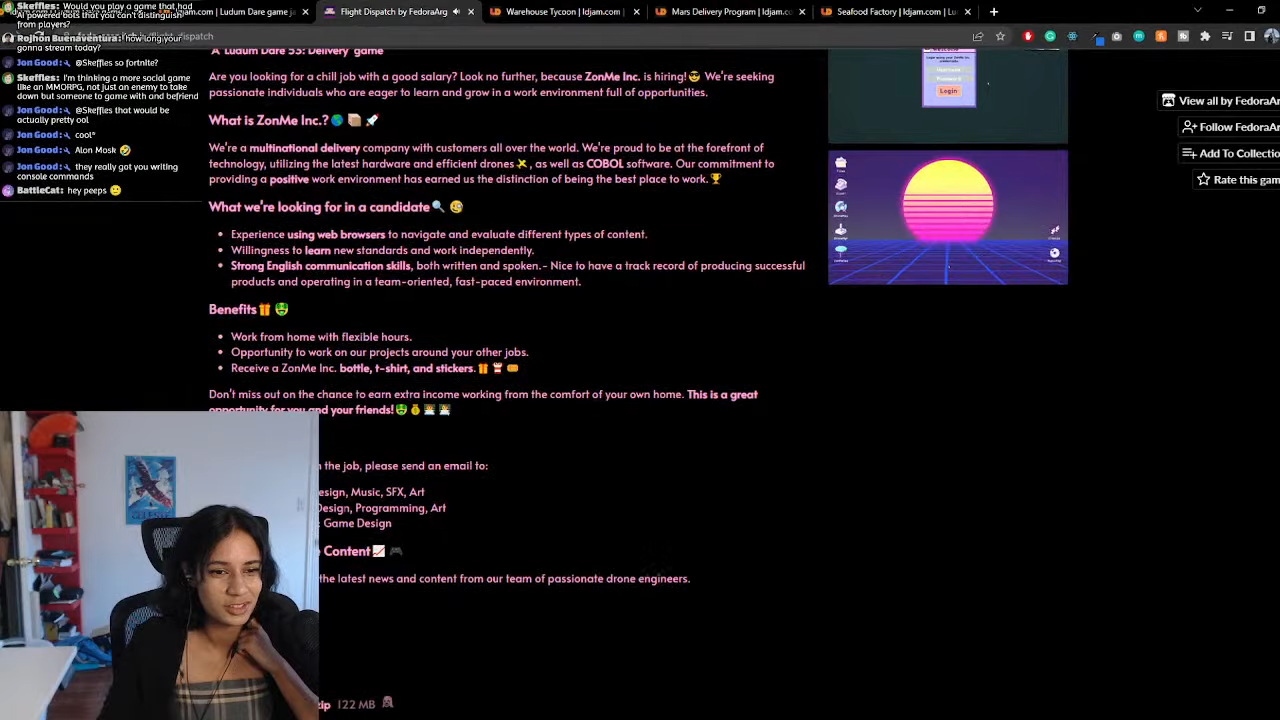 Skeffles: Would you play a game that had
AI powered bots that you can't distinguish
from players?
Rojhon Buenaventura: how long your
gonna stream today?
Jon Good: @Skeffles so fortnite?
Skeffles: I'm thinking a more social game
like an MMORPG, not just an enemy to take
down but someone to game with and befriend
Jon Good: @Skeffles that would be
actually pretty ool
Jon Good: cool*
Jon Good: Alon Mosk 🤣
Jon Good: they really got you writing
console commands
BattleCat: hey peeps 🙂
ldjam.com | Ludum Dare game ja
Flight Dispatch by FedoraArg
Warehouse Tycoon | ldjam.com |
Mars Delivery Program | ldjam.com
Seafood Factory | ldjam.com | Lu
A Ludum Dare 53: Delivery game
Are you looking for a chill job with a good salary? Look no further, because ZonMe Inc. is hiring!😎 We're seeking
passionate individuals who are eager to learn and grow in a work environment full of opportunities.
What is ZonMe Inc.?🌎 📦 🚀
We're a multinational delivery company with customers all over the world. We're proud to be at the forefront of
technology, utilizing the latest hardware and efficient drones, as well as COBOL software. Our commitment to
providing a positive work environment has earned us the distinction of being the best place to work.🏆
What we're looking for in a candidate🔍 🧐
Experience using web browsers to navigate and evaluate different types of content.
Willingness to learn new standards and work independently.
Strong English communication skills, both written and spoken.- Nice to have a track record of producing successful
products and operating in a team-oriented, fast-paced environment.
Benefits🎁 🤑
Work from home with flexible hours.
Opportunity to work on our projects around your other jobs.
Receive a ZonMe Inc. bottle, t-shirt, and stickers.
Don't miss out on the chance to earn extra income working from the comfort of your own home. This is a great
opportunity for you and your friends!🤑💰
n the job, please send an email to:
esign, Music, SFX, Art
Design, Programming, Art
: Game Design
Content📈 🎮
the latest news and content from our team of passionate drone engineers.
zip 122 MB
Login
View all by FedoraAr
Follow FedoraAr
Add To Collectio
Rate this gam